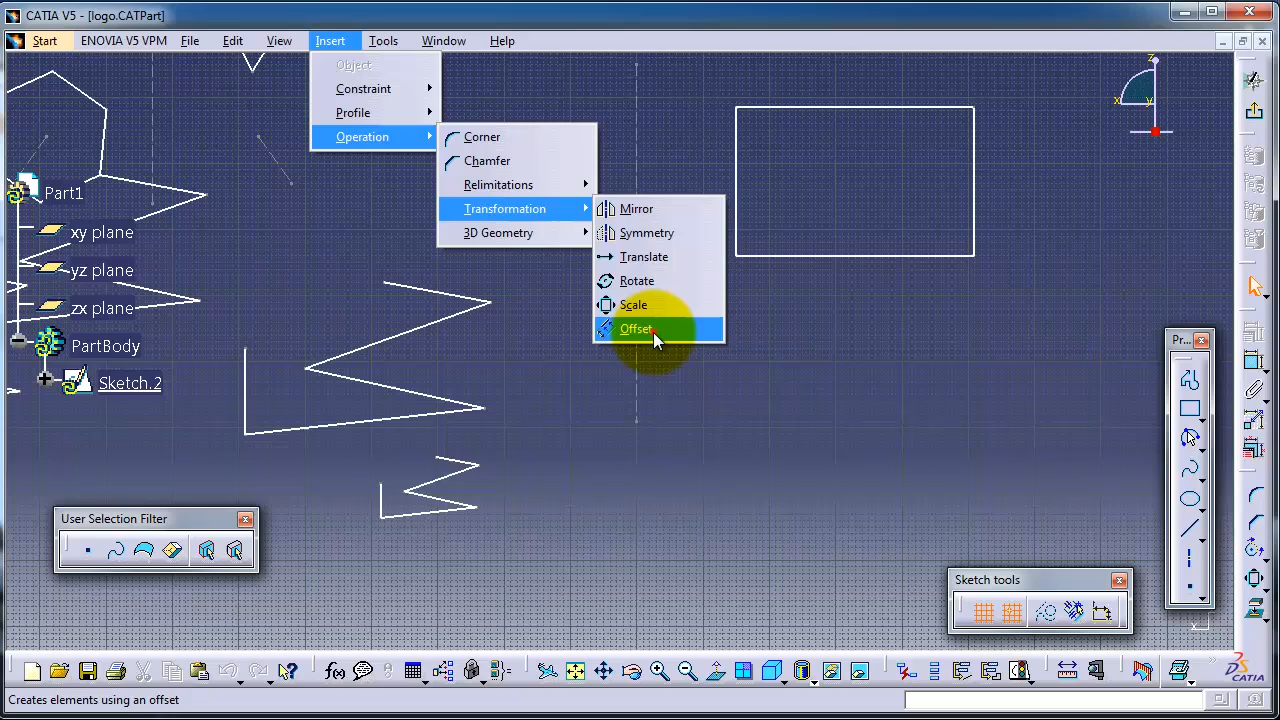 CATIA V5 - [logo.CATPart]
Start ENOVIA V5 VPM File Edit View Insert Tools Window Help
Object
Constraint
Profile
Operation
Corner
Chamfer
Relimitations
Transformation
3D Geometry
Mirror
Symmetry
Translate
Rotate
Scale
Offset
z
x
y
Part1
xy plane
yz plane
zx plane
PartBody
Sketch.2
Pr...
User Selection Filter
Sketch tools
f(x)
CATIA
Creates elements using an offset